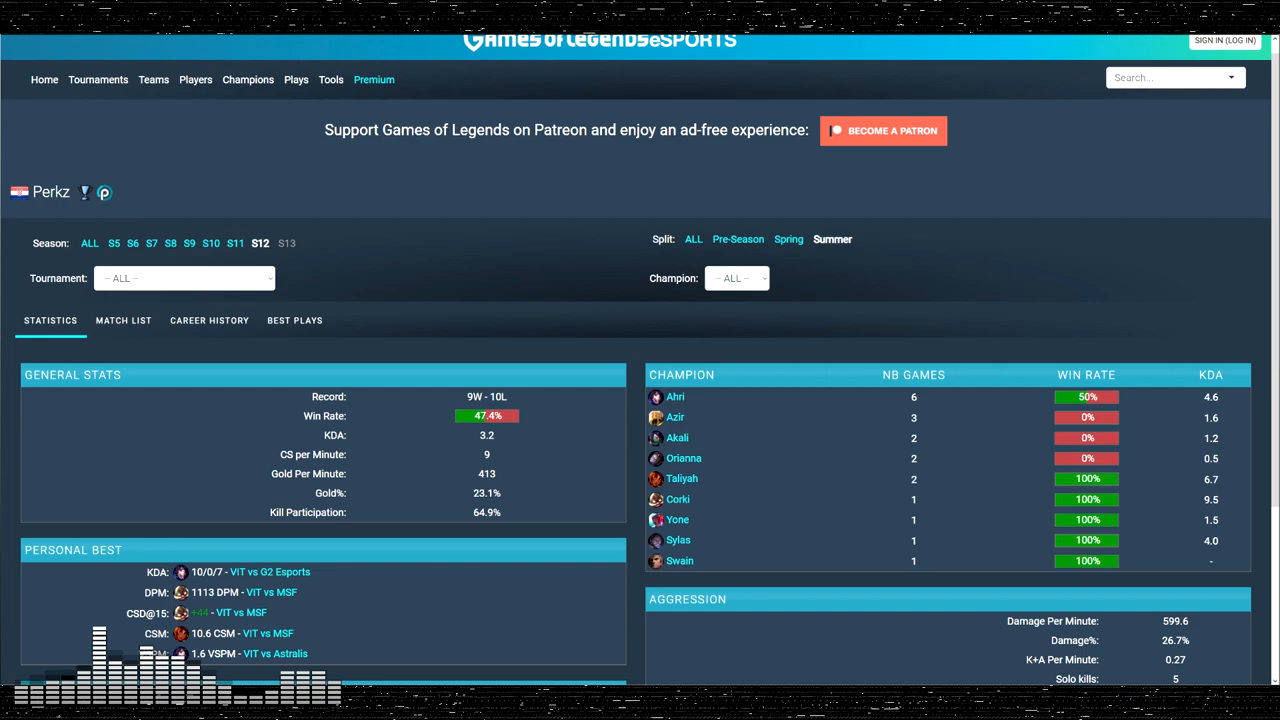 GAMES OF LEGENDS eSPORTS
SIGN IN (LOG IN)
Home Tournaments Teams Players Champions Plays Tools Premium
Search...
Support Games of Legends on Patreon and enjoy an ad-free experience: BECOME A PATRON
Perkz
Season: ALL S5 S6 S7 S8 S9 S10 S11 S12 S13
Split: ALL Pre-Season Spring Summer
Tournament: -- ALL --
Champion: -- ALL --
STATISTICS MATCH LIST CAREER HISTORY BEST PLAYS
GENERAL STATS
Record: 9W - 10L
Win Rate: 47.4%
KDA: 3.2
CS per Minute: 9
Gold Per Minute: 413
Gold%: 23.1%
Kill Participation: 64.9%
PERSONAL BEST
KDA: 10/0/7 - VIT vs G2 Esports
DPM: 1113 DPM - VIT vs MSF
CSD@15: +44 - VIT vs MSF
CSM: 10.6 CSM - VIT vs MSF
1.6 VSPM - VIT vs Astralis
CHAMPION NB GAMES WIN RATE KDA
Ahri 6 50% 4.6
Azir 3 0% 1.6
Akali 2 0% 1.2
Orianna 2 0% 0.5
Taliyah 2 100% 6.7
Corki 1 100% 9.5
Yone 1 100% 1.5
Sylas 1 100% 4.0
Swain 1 100% -
AGGRESSION
Damage Per Minute: 599.6
Damage%: 26.7%
K+A Per Minute: 0.27
Solo kills: 5